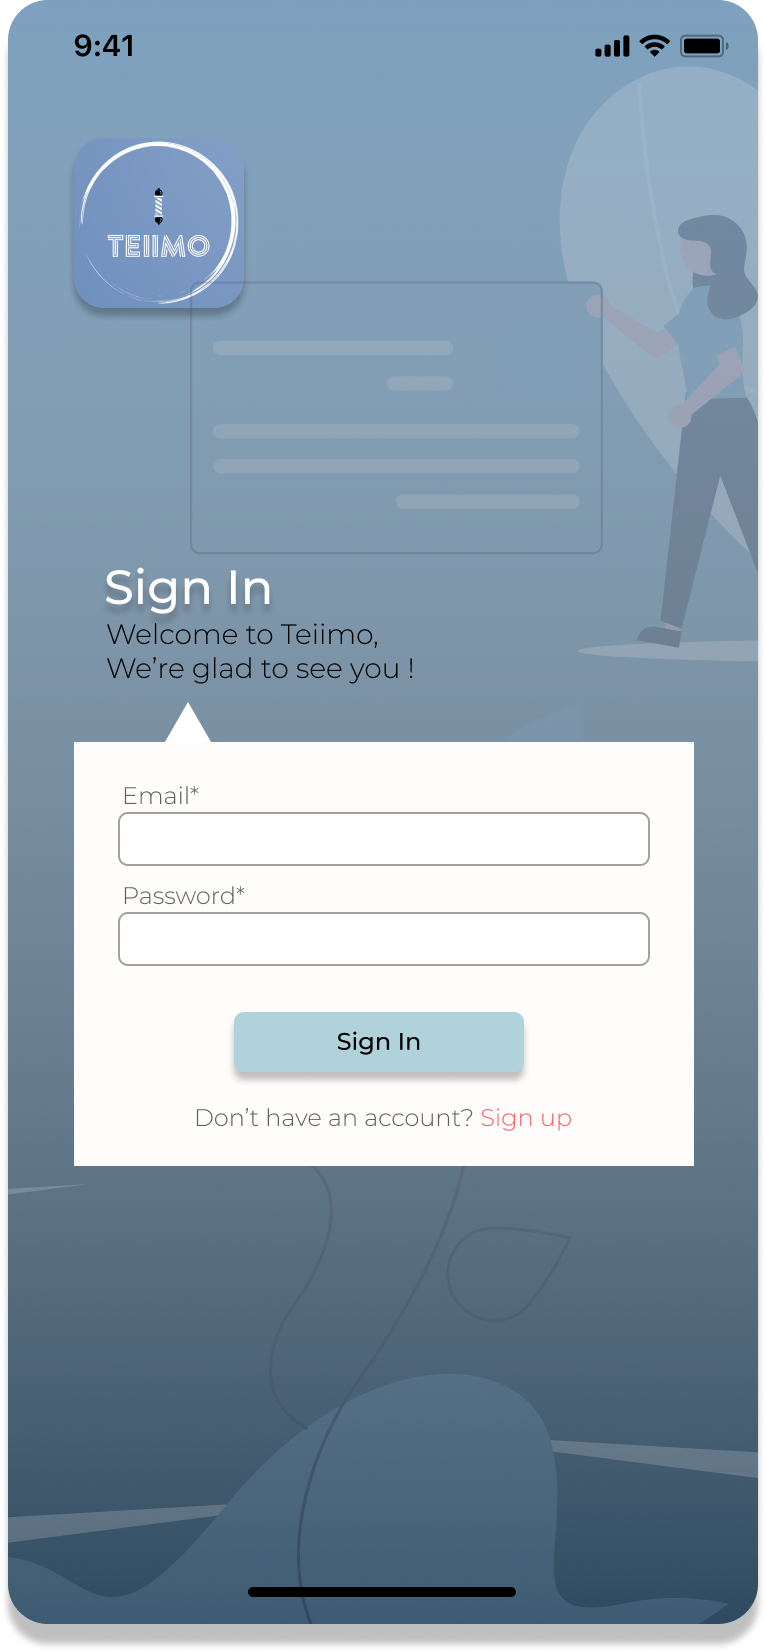 9:41
TEIIMO
Sign In
Welcome to Teiimo,
We’re glad to see you !
Email*
Password*
Sign In
Don’t have an account? Sign up